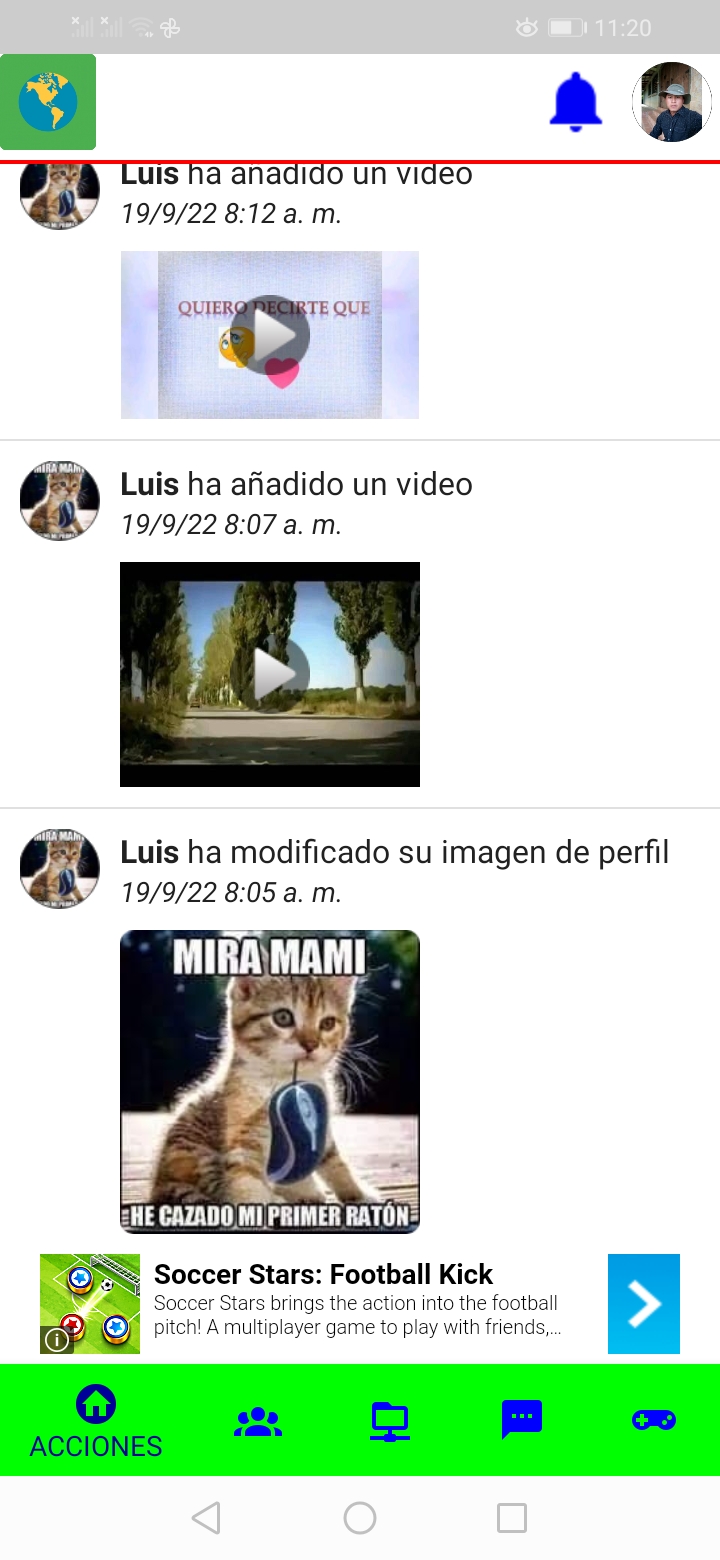 11:20
Luis ha añadido un video
19/9/22 8:12 a. m.
QUIERO DECIRTE QUE
Luis ha añadido un video
19/9/22 8:07 a. m.
Luis ha modificado su imagen de perfil
19/9/22 8:05 a. m.
MIRA MAMI
HE CAZADO MI PRIMER RATÓN
Soccer Stars: Football Kick
Soccer Stars brings the action into the football
pitch! A multiplayer game to play with friends,...
ACCIONES